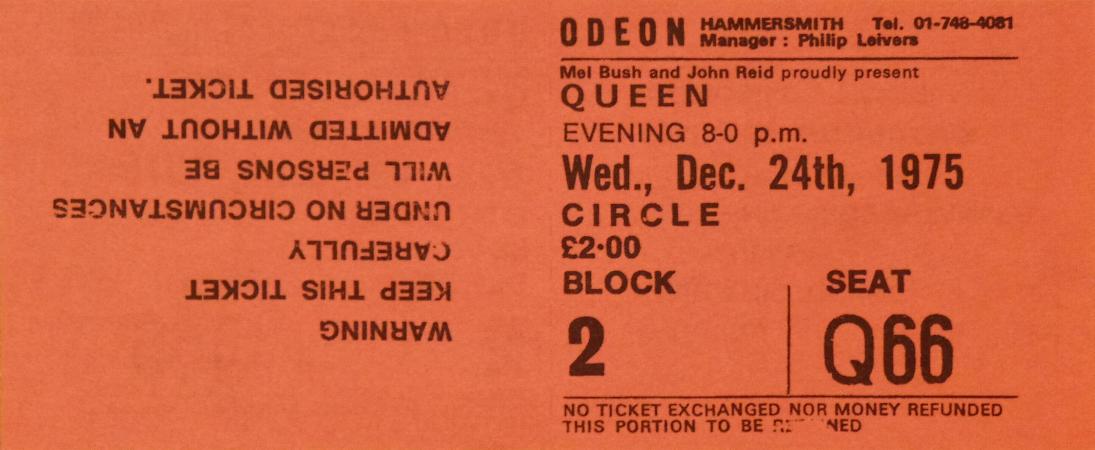 ODEON HAMMERSMITH Tel. 01-748-4081
Manager : Philip Leivers
Mel Bush and John Reid proudly present
QUEEN
EVENING 8-0 p.m.
Wed., Dec. 24th, 1975
CIRCLE
£2·00
BLOCK SEAT
2 Q66
NO TICKET EXCHANGED NOR MONEY REFUNDED
THIS PORTION TO BE
WARNING
KEEP THIS TICKET
CAREFULLY
UNDER NO CIRCUMSTANCES
WILL PERSONS BE
ADMITTED WITHOUT AN
AUTHORISED TICKET.